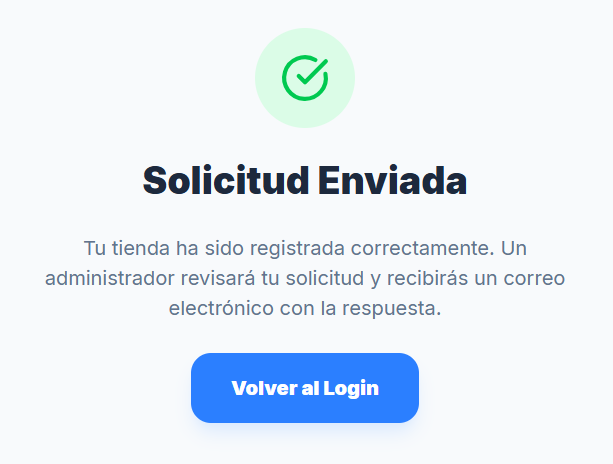 Solicitud Enviada
Tu tienda ha sido registrada correctamente. Un
administrador revisará tu solicitud y recibirás un correo
electrónico con la respuesta.
Volver al Login